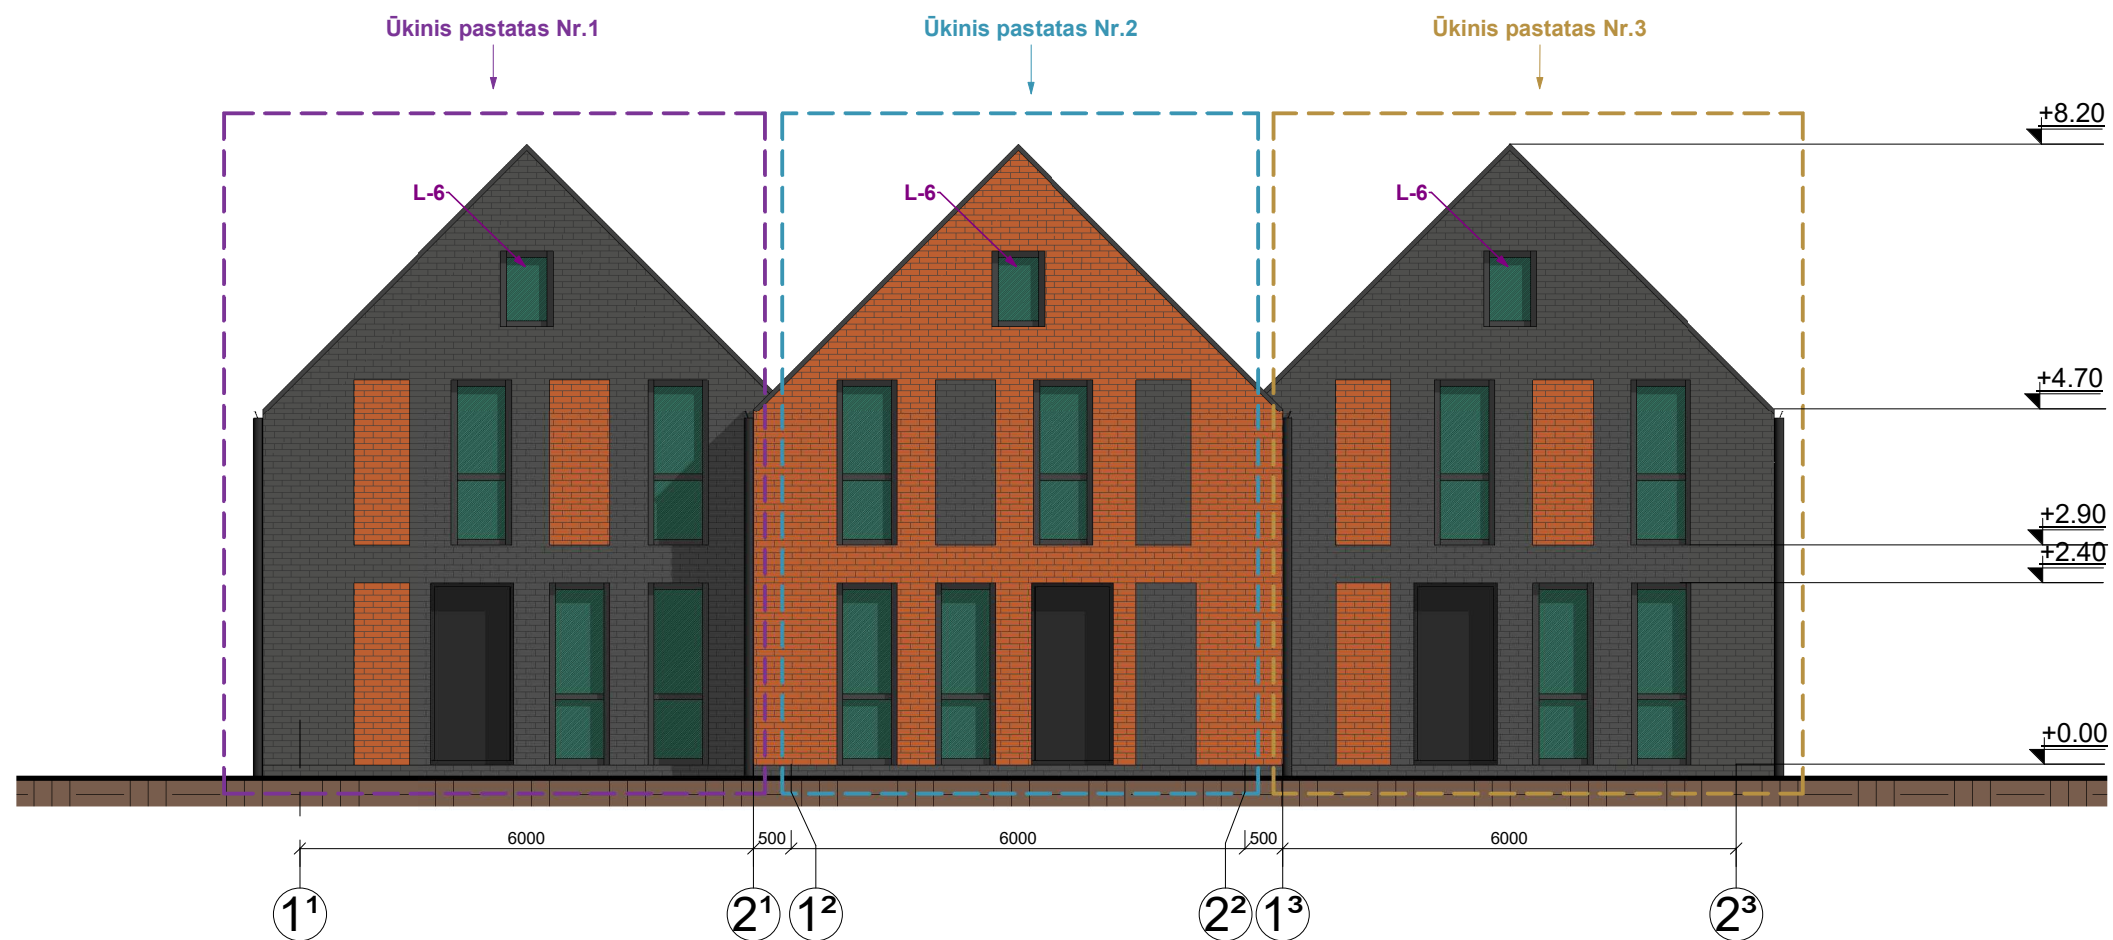 Ūkinis pastatas Nr.1
Ūkinis pastatas Nr.2
Ūkinis pastatas Nr.3
+8.20
L-6
L-6
L-6
+4.70
+2.90
+2.40
+0.00
6000
500
6000
500
6000
1¹
2¹
1²
2²
1³
2³